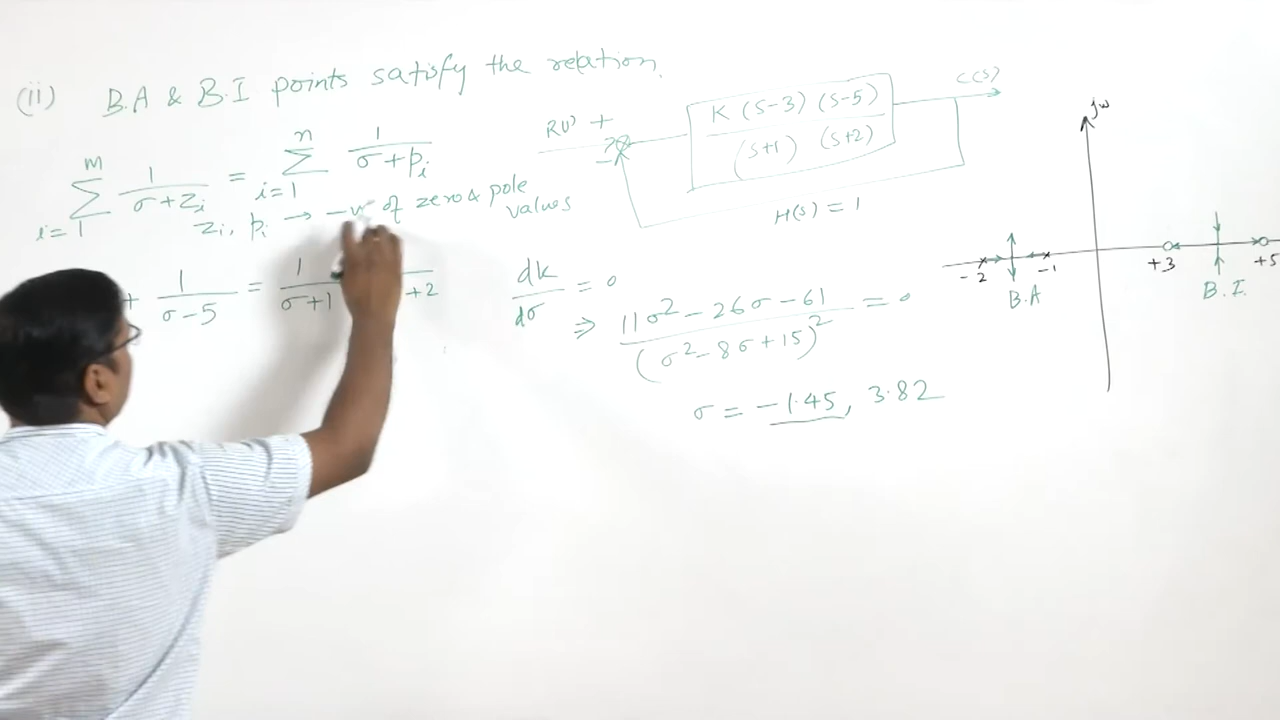 (ii) B.A & B.I points satisfy the relation.
m
∑ 1/(σ+zᵢ) = n ∑ i=1 1/(σ+pᵢ)
i=1
zᵢ, pᵢ → −v of zero & pole
values
+ 1/(σ−5) = 1/(σ+1) +2
dk/dσ = 0
⇒ (11σ² − 26σ − 61)/(σ² − 8σ + 15)² = 0
σ = −1.45, 3.82
R(s) +
−
K (s-3) (s-5)
(s+1) (s+2)
C(s)
H(s) = 1
jω
-2 -1 +3 +5
B.A B.I.